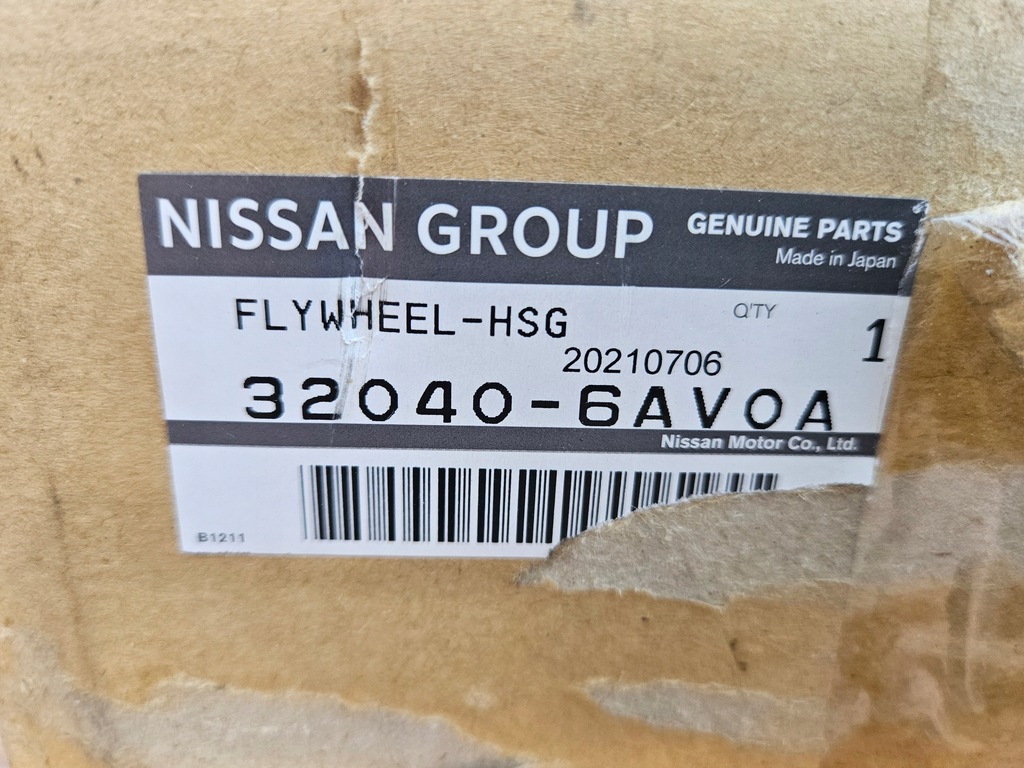 NISSAN GROUP GENUINE PARTS
Made in Japan
FLYWHEEL-HSG Q'TY 1
20210706
32040-6AV0A
Nissan Motor Co., Ltd.
B1211